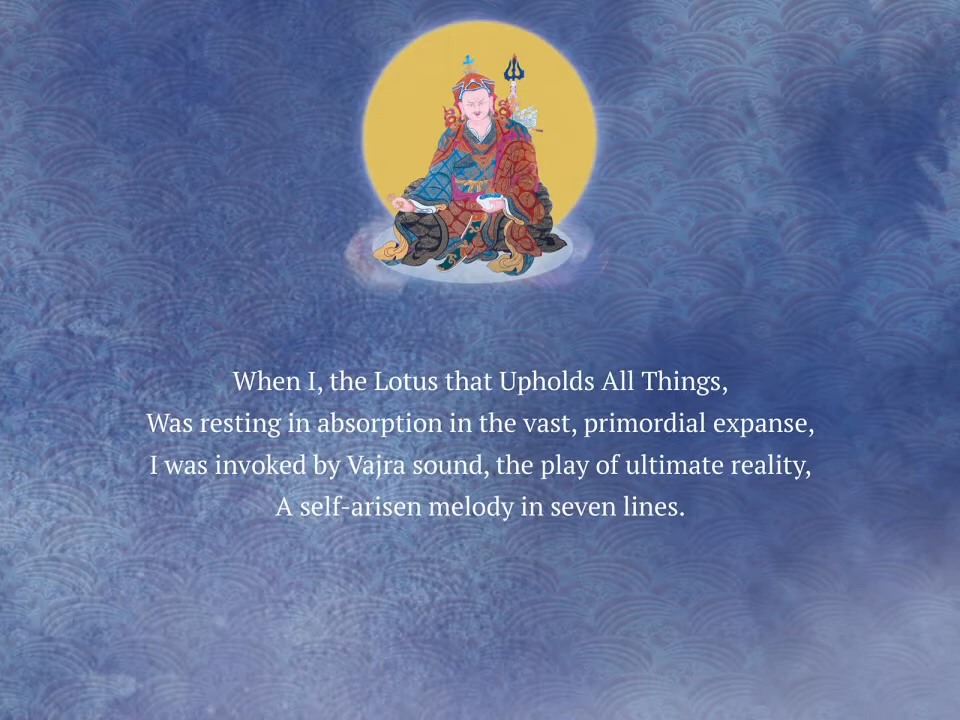 When I, the Lotus that Upholds All Things,
Was resting in absorption in the vast, primordial expanse,
I was invoked by Vajra sound, the play of ultimate reality,
A self-arisen melody in seven lines.